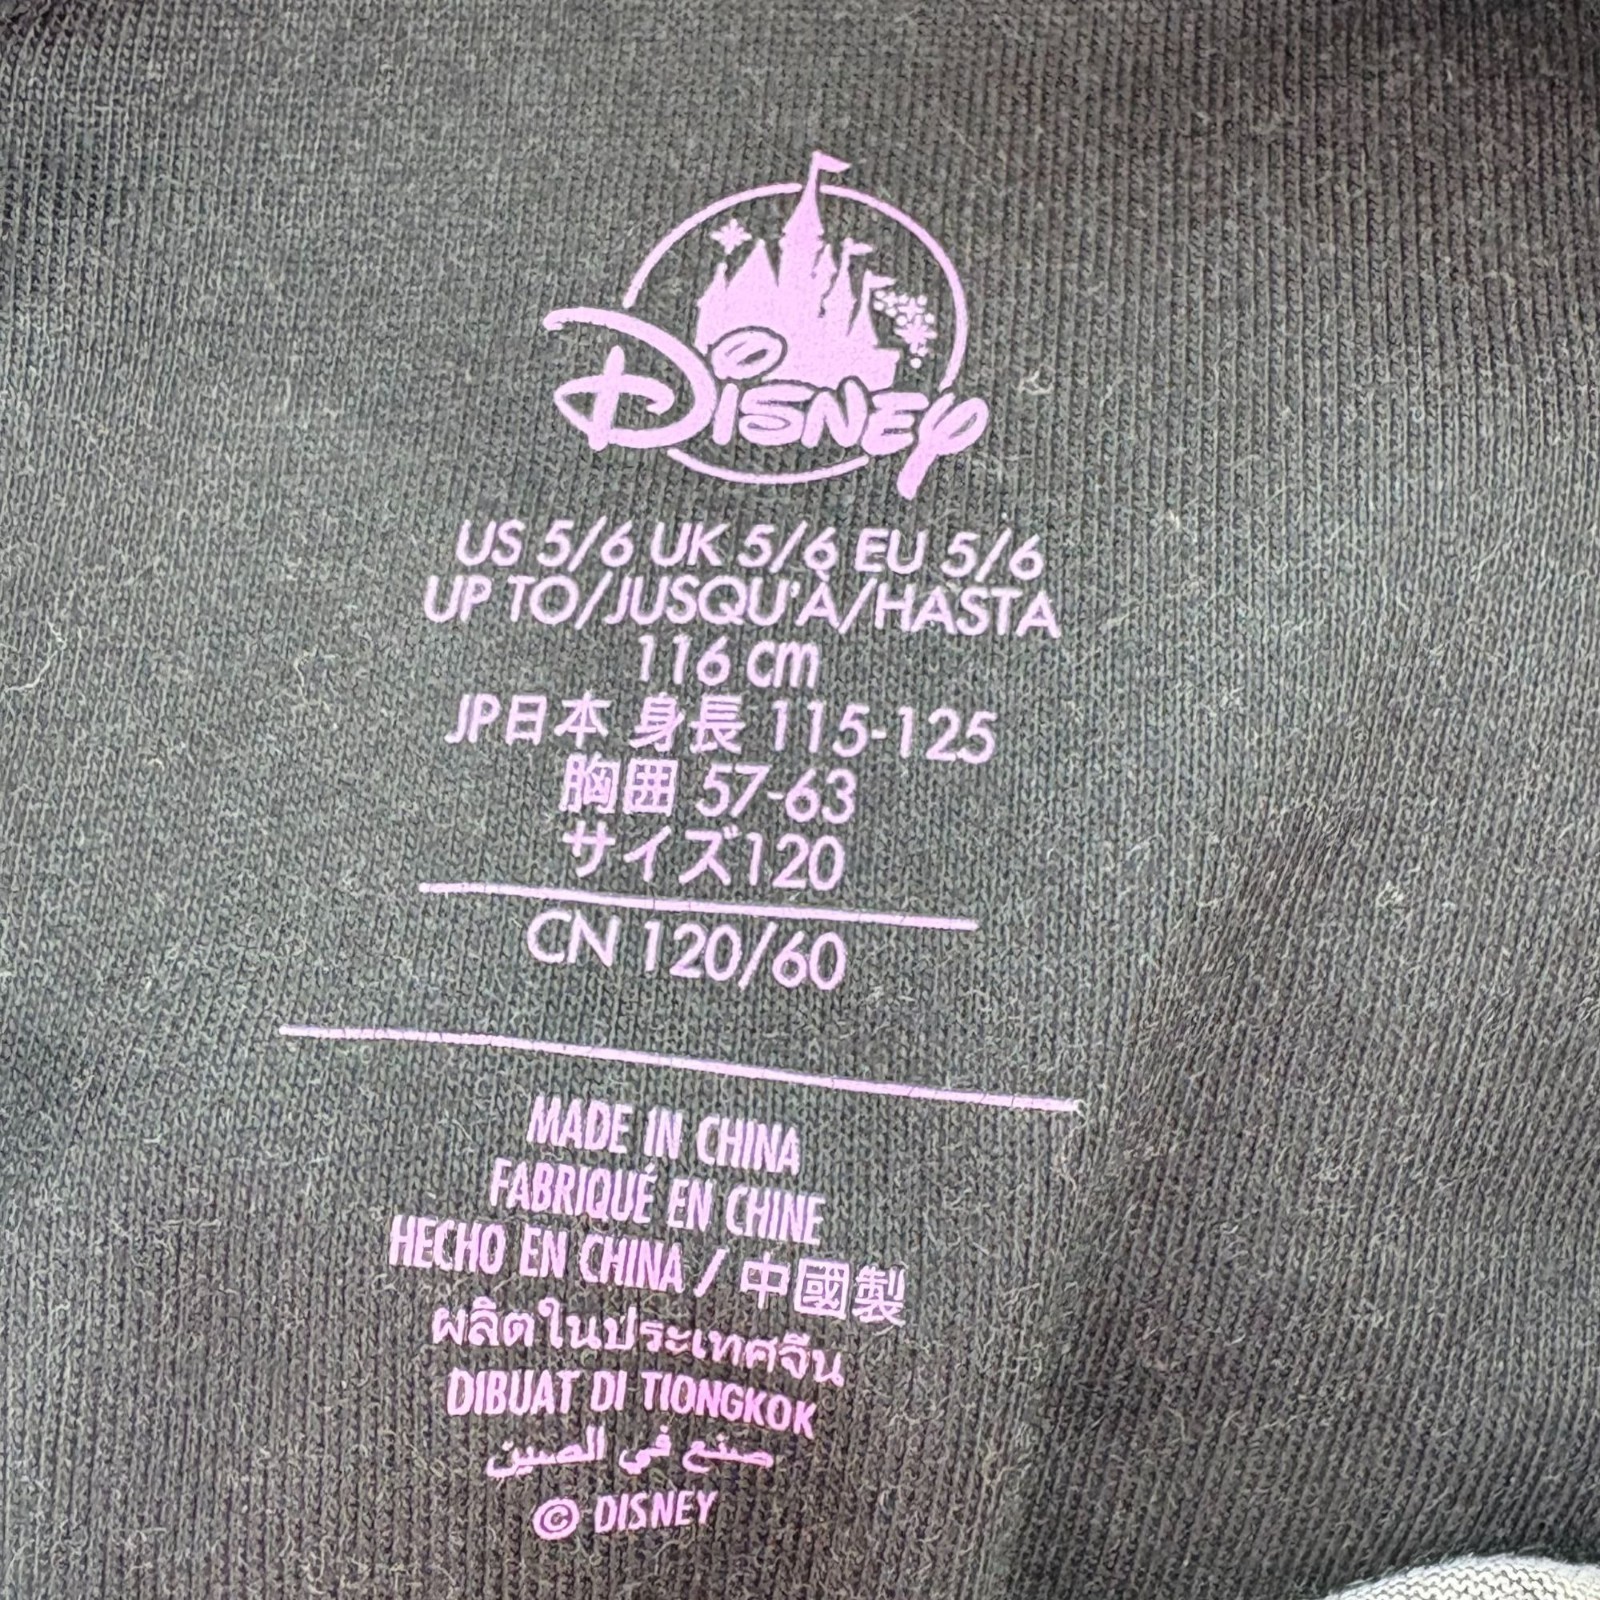 Disney
US 5/6 UK 5/6 EU 5/6
UP TO/JUSQU'À/HASTA
116 cm
JP日本 身長 115-125
胸囲 57-63
サイズ120
CN 120/60
MADE IN CHINA
FABRIQUÉ EN CHINE
HECHO EN CHINA / 中國製
ผลิตในประเทศจีน
DIBUAT DI TIONGKOK
صنع في الصين
© DISNEY